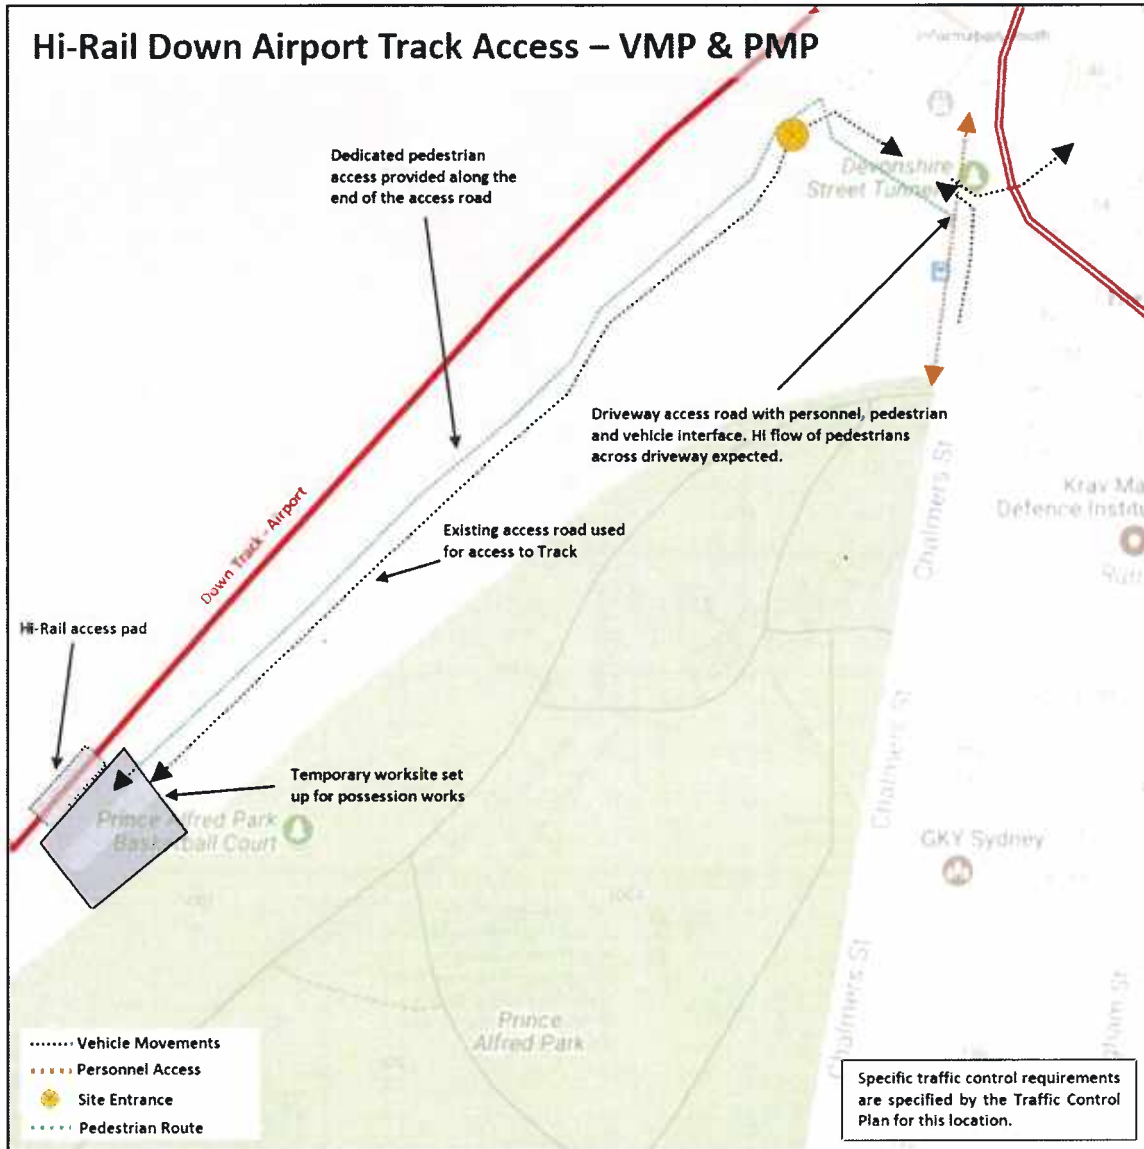 Hi-Rail Down Airport Track Access – VMP & PMP
Dedicated pedestrian
access provided along the
end of the access road
Devonshire
Driveway access road with personnel, pedestrian
and vehicle interface. Hi flow of pedestrians
across driveway expected.
Chalmers St
Krav Ma
Defence Institu
Down Track - Airport
Existing access road used
for access to Track
Hi-Rail access pad
Chalmers St
Temporary worksite set
up for possession works
Prince Alfred Park
Basketball Court
GKY Sydney
Chalmers St
Prince
Alfred Park
Vehicle Movements
Personnel Access
Site Entrance
Pedestrian Route
Specific traffic control requirements
are specified by the Traffic Control
Plan for this location.